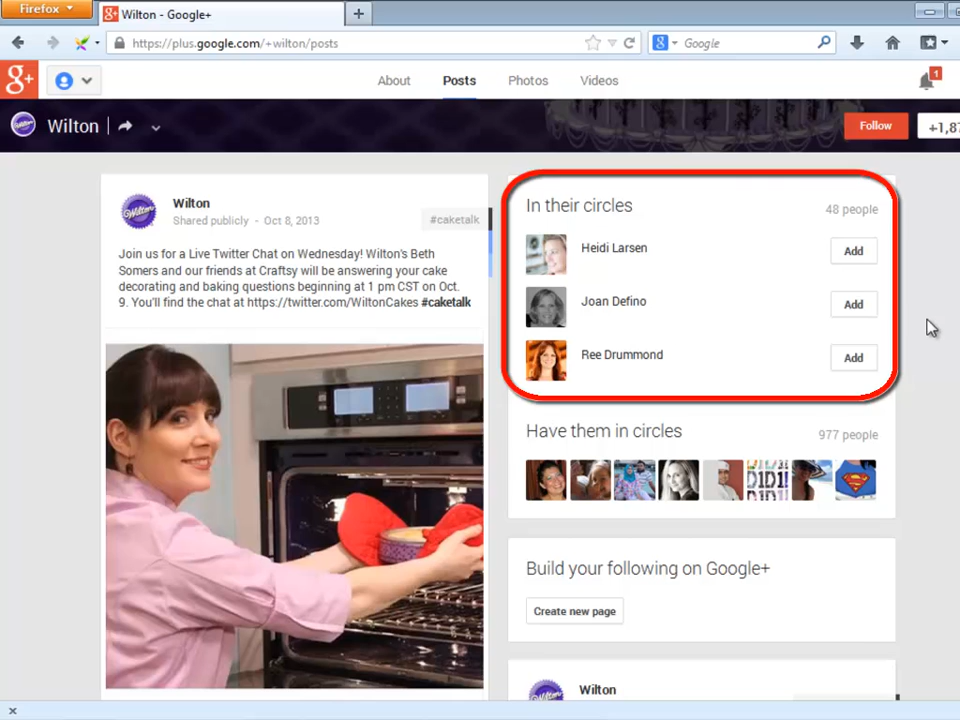 Firefox
Wilton - Google+
https://plus.google.com/+wilton/posts
Google
g+
About
Posts
Photos
Videos
1
Wilton
Follow
+1,87
Wilton
Shared publicly - Oct 8, 2013
#caketalk
Join us for a Live Twitter Chat on Wednesday! Wilton's Beth
Somers and our friends at Craftsy will be answering your cake
decorating and baking questions beginning at 1 pm CST on Oct.
9. You'll find the chat at https://twitter.com/WiltonCakes #caketalk
In their circles
48 people
Heidi Larsen
Add
Joan Defino
Add
Ree Drummond
Add
Have them in circles
977 people
Build your following on Google+
Create new page
Wilton